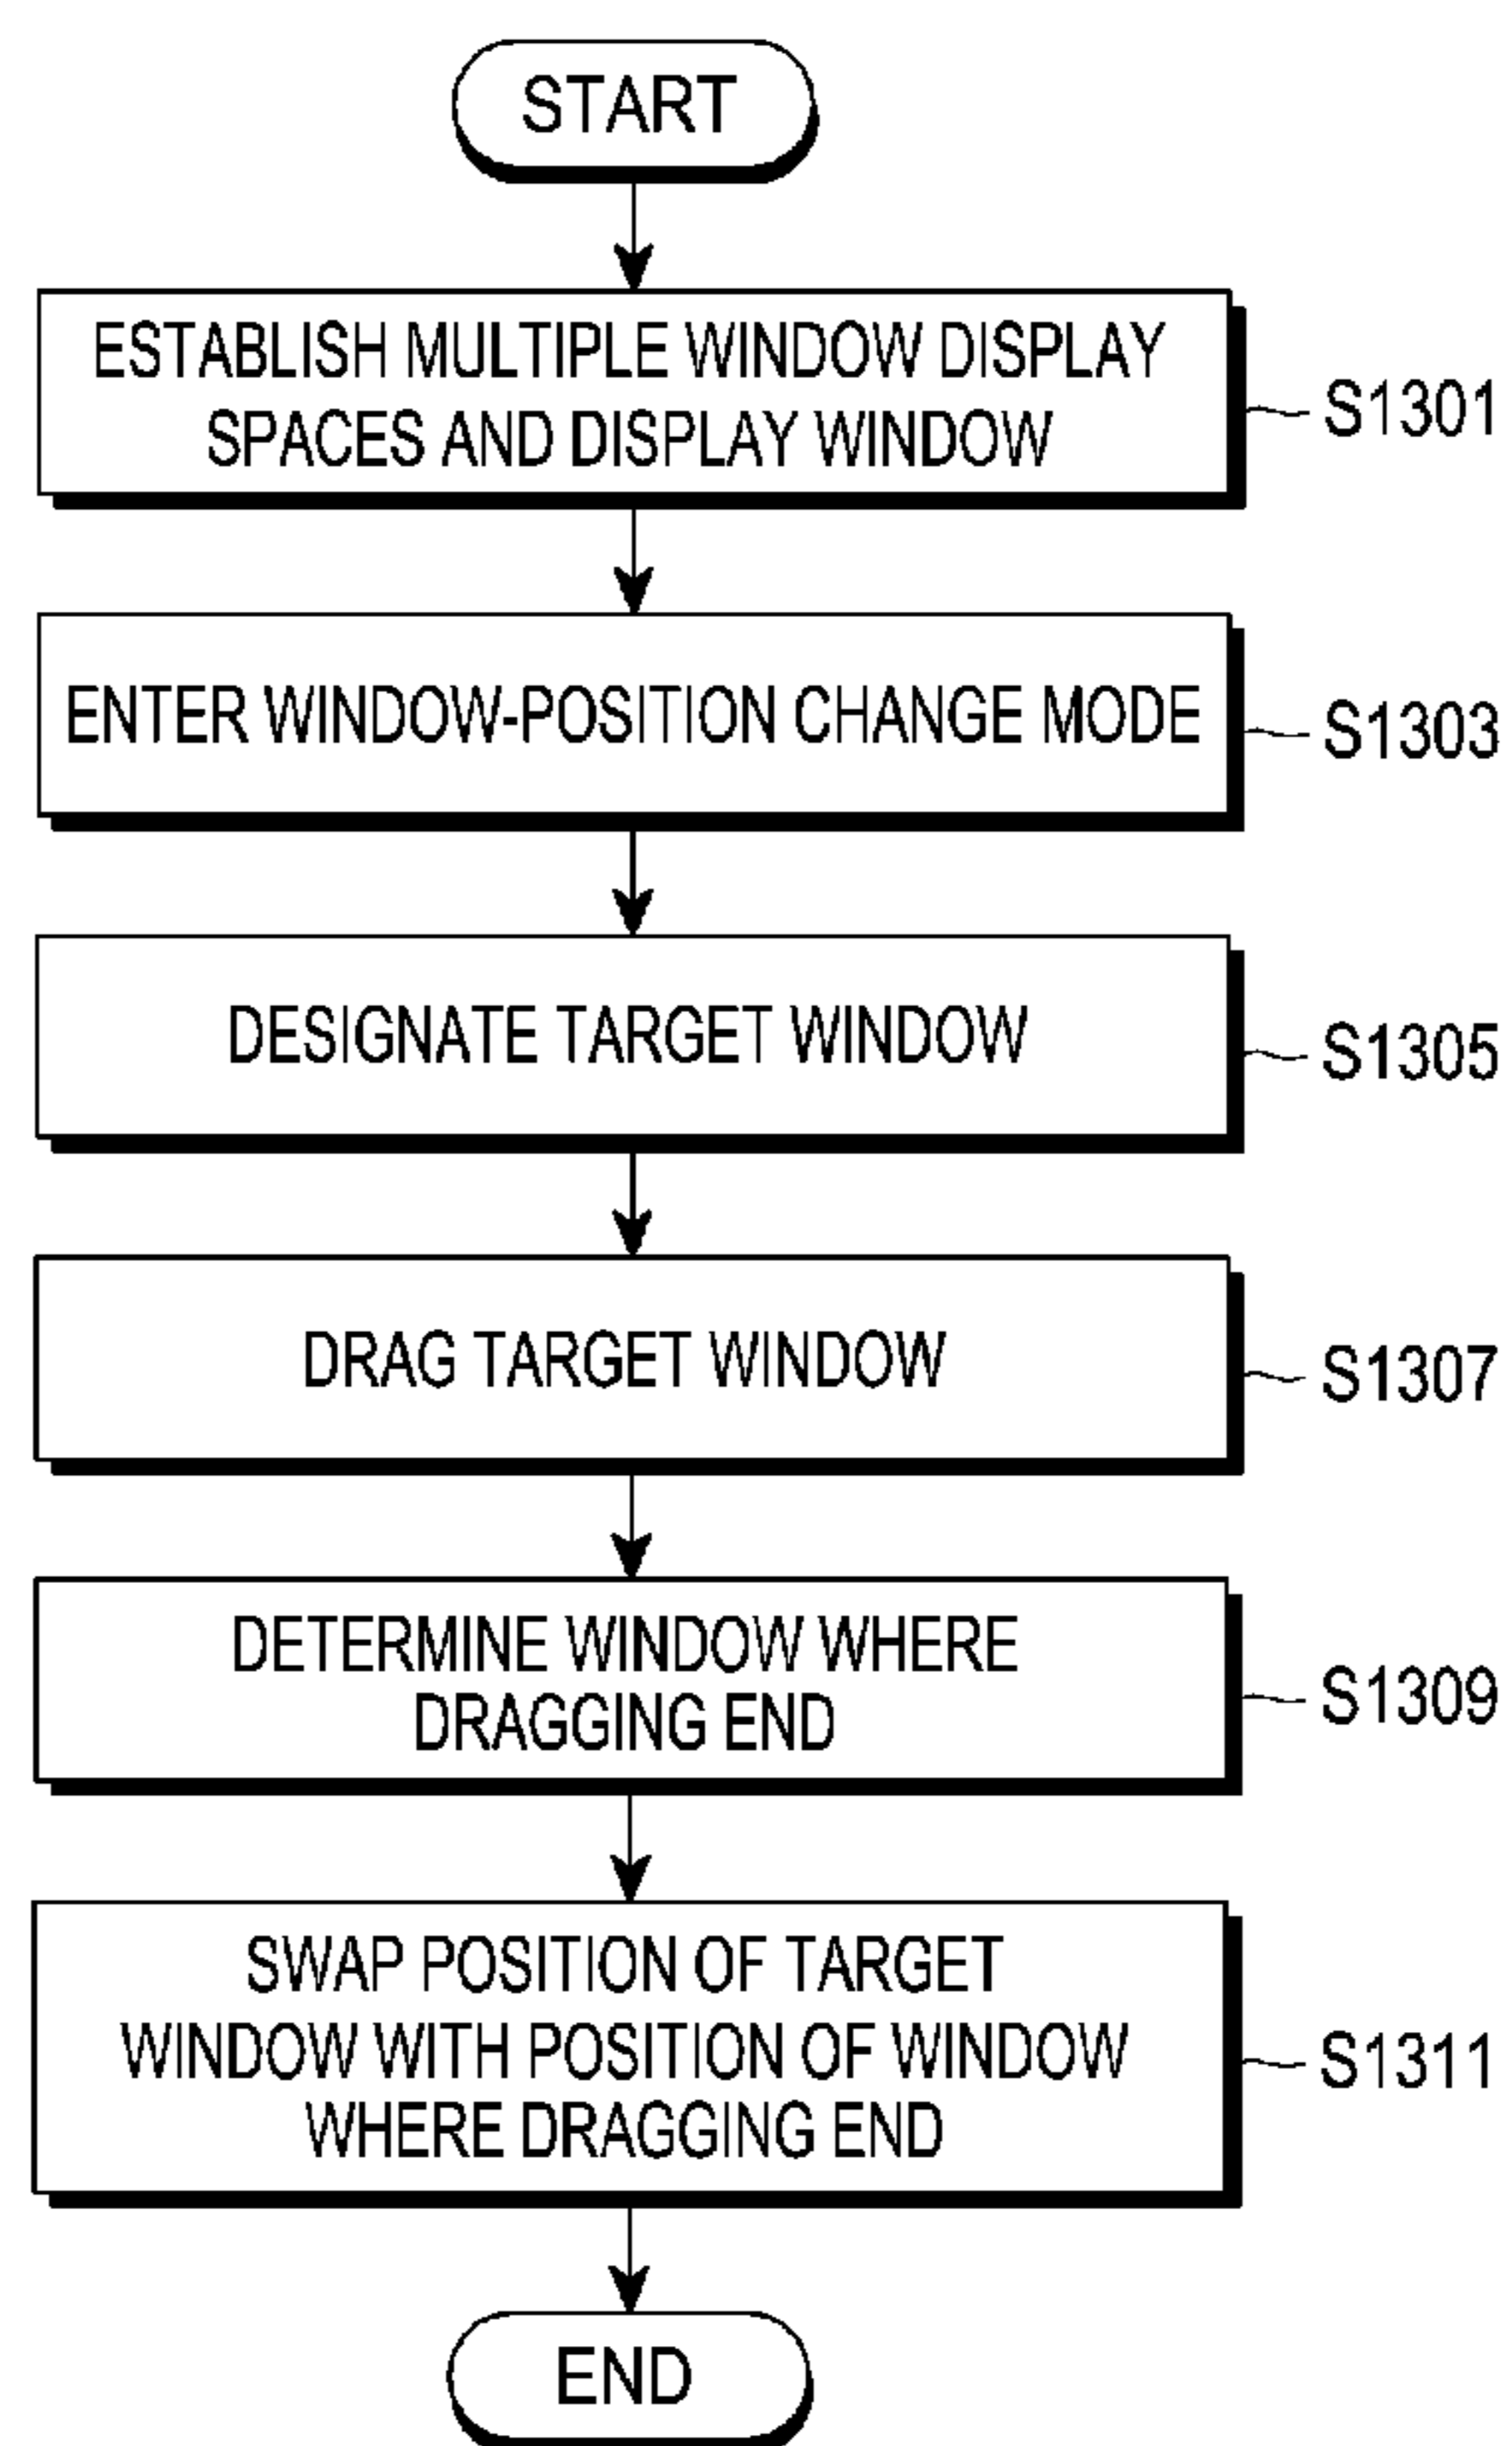 START
ESTABLISH MULTIPLE WINDOW DISPLAY
SPACES AND DISPLAY WINDOW
S1301
ENTER WINDOW-POSITION CHANGE MODE
S1303
DESIGNATE TARGET WINDOW
S1305
DRAG TARGET WINDOW
S1307
DETERMINE WINDOW WHERE
DRAGGING END
S1309
SWAP POSITION OF TARGET
WINDOW WITH POSITION OF WINDOW
WHERE DRAGGING END
S1311
END